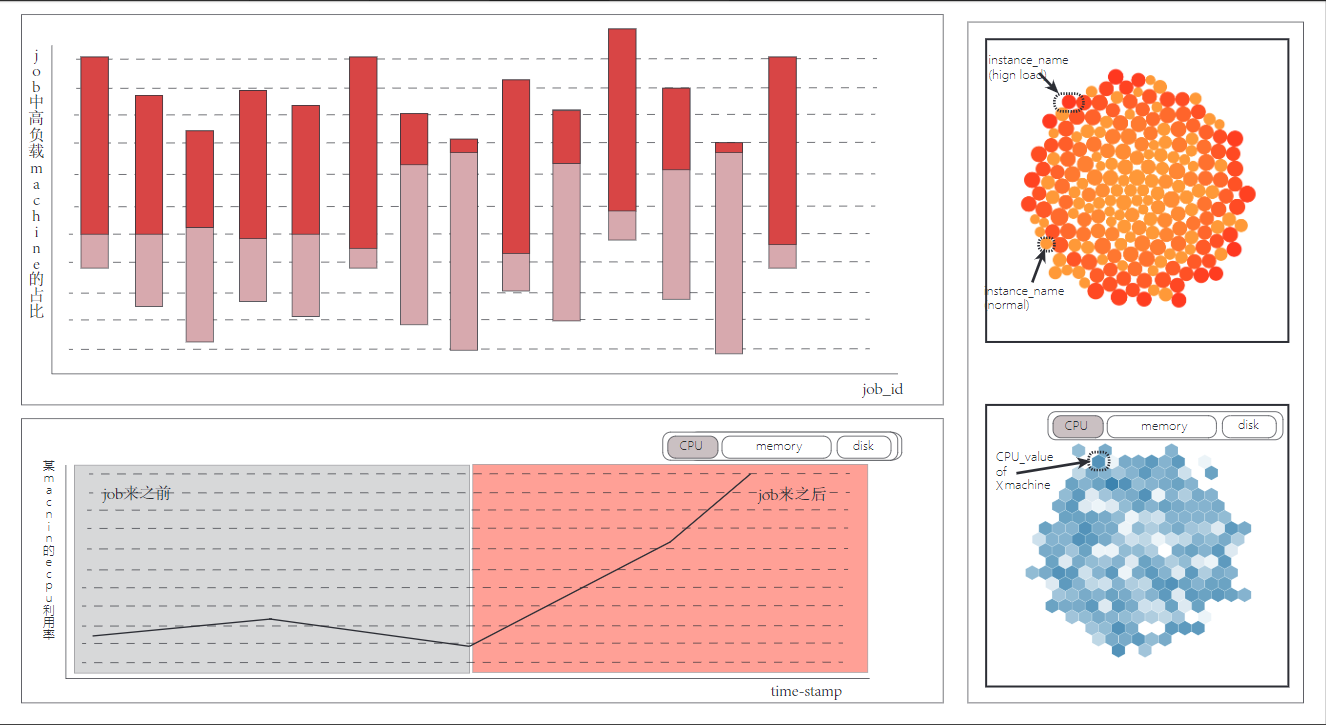 job中高负载machine的占比
job_id
CPU
memory
disk
某macnin的ecpu利用率
job来之前
job来之后
time-stamp
instance_name
(hign load)
instance_name
(normal)
CPU
memory
disk
CPU_value
of
Xmachine